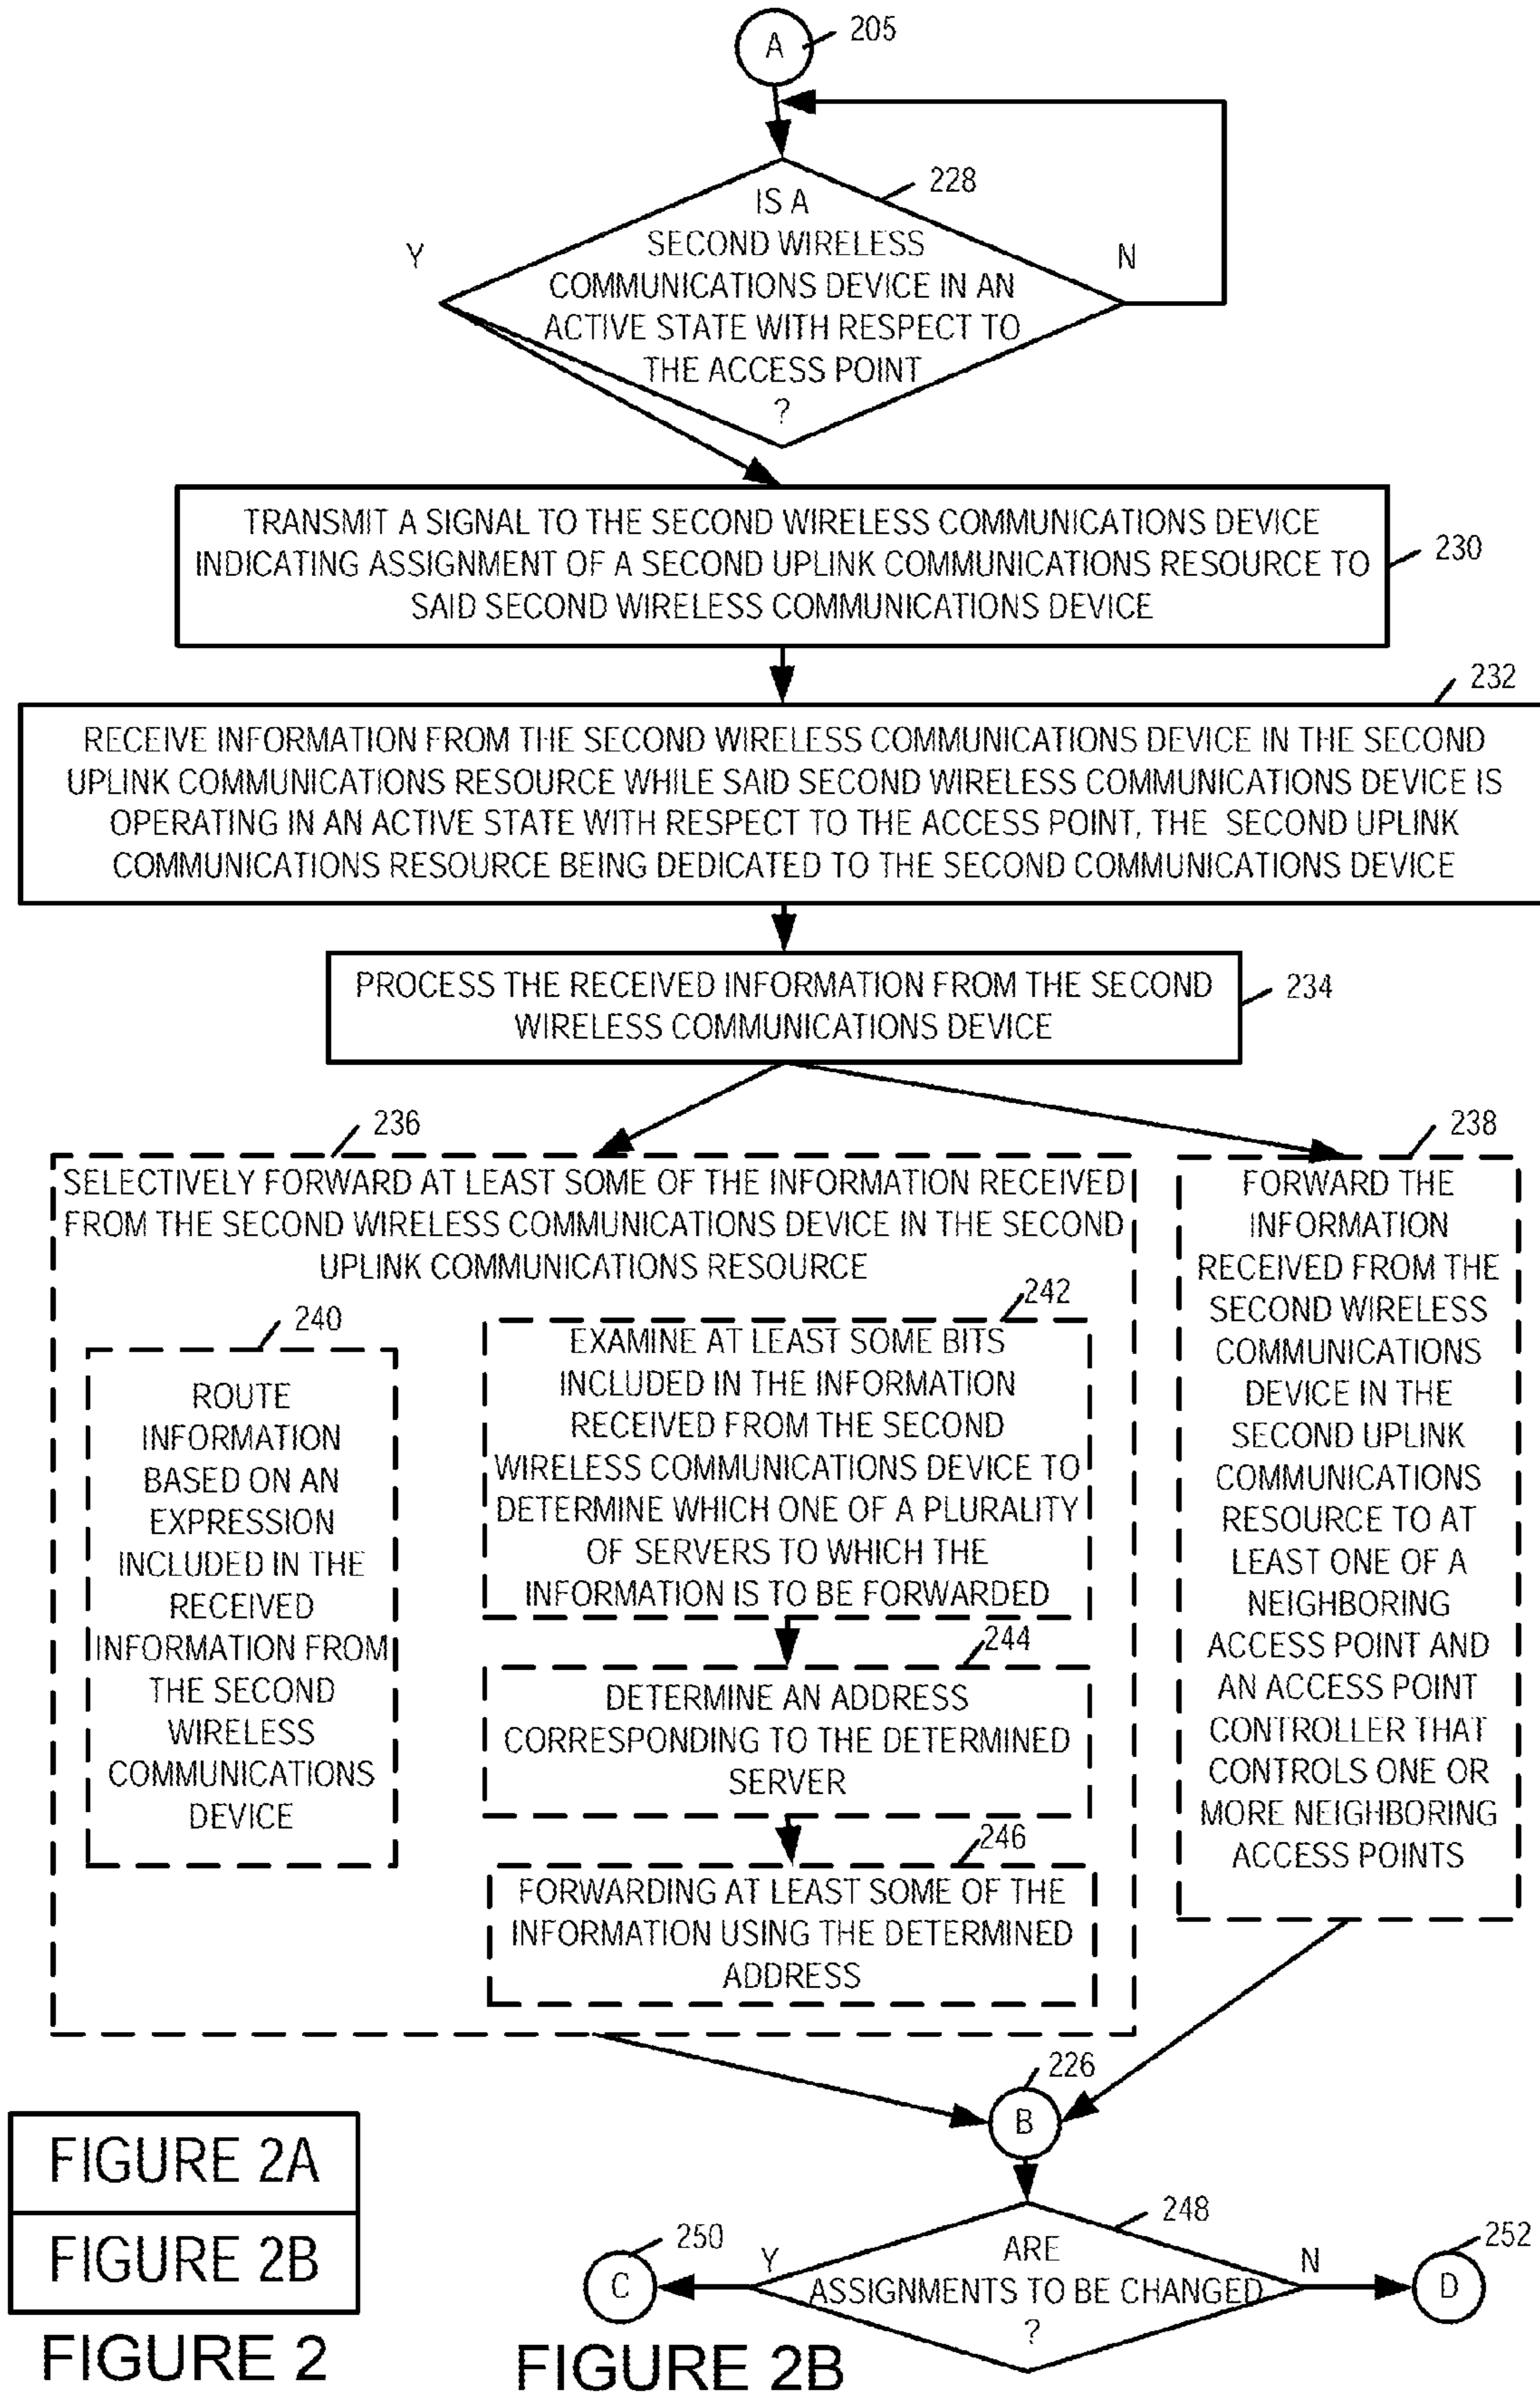 A
205
228
IS A
SECOND WIRELESS
COMMUNICATIONS DEVICE IN AN
ACTIVE STATE WITH RESPECT TO
THE ACCESS POINT
?
Y
N
TRANSMIT A SIGNAL TO THE SECOND WIRELESS COMMUNICATIONS DEVICE
INDICATING ASSIGNMENT OF A SECOND UPLINK COMMUNICATIONS RESOURCE TO
SAID SECOND WIRELESS COMMUNICATIONS DEVICE
230
232
RECEIVE INFORMATION FROM THE SECOND WIRELESS COMMUNICATIONS DEVICE IN THE SECOND
UPLINK COMMUNICATIONS RESOURCE WHILE SAID SECOND WIRELESS COMMUNICATIONS DEVICE IS
OPERATING IN AN ACTIVE STATE WITH RESPECT TO THE ACCESS POINT, THE SECOND UPLINK
COMMUNICATIONS RESOURCE BEING DEDICATED TO THE SECOND COMMUNICATIONS DEVICE
PROCESS THE RECEIVED INFORMATION FROM THE SECOND
WIRELESS COMMUNICATIONS DEVICE
234
236
SELECTIVELY FORWARD AT LEAST SOME OF THE INFORMATION RECEIVED
FROM THE SECOND WIRELESS COMMUNICATIONS DEVICE IN THE SECOND
UPLINK COMMUNICATIONS RESOURCE
240
ROUTE
INFORMATION
BASED ON AN
EXPRESSION
INCLUDED IN THE
RECEIVED
INFORMATION FROM
THE SECOND
WIRELESS
COMMUNICATIONS
DEVICE
242
EXAMINE AT LEAST SOME BITS
INCLUDED IN THE INFORMATION
RECEIVED FROM THE SECOND
WIRELESS COMMUNICATIONS DEVICE TO
DETERMINE WHICH ONE OF A PLURALITY
OF SERVERS TO WHICH THE
INFORMATION IS TO BE FORWARDED
244
DETERMINE AN ADDRESS
CORRESPONDING TO THE DETERMINED
SERVER
246
FORWARDING AT LEAST SOME OF THE
INFORMATION USING THE DETERMINED
ADDRESS
238
FORWARD THE
INFORMATION
RECEIVED FROM THE
SECOND WIRELESS
COMMUNICATIONS
DEVICE IN THE
SECOND UPLINK
COMMUNICATIONS
RESOURCE TO AT
LEAST ONE OF A
NEIGHBORING
ACCESS POINT AND
AN ACCESS POINT
CONTROLLER THAT
CONTROLS ONE OR
MORE NEIGHBORING
ACCESS POINTS
226
B
248
ARE
ASSIGNMENTS TO BE CHANGED
?
Y
N
250
C
252
D
FIGURE 2A
FIGURE 2B
FIGURE 2
FIGURE 2B